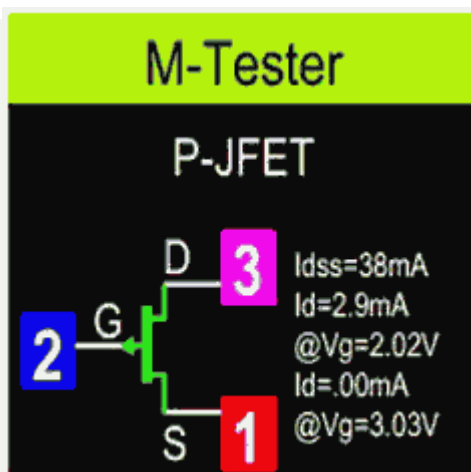 M-Tester
P-JFET
D
3
Idss=38mA
Id=2.9mA
2
G
@Vg=2.02V
Id=.00mA
S
1
@Vg=3.03V